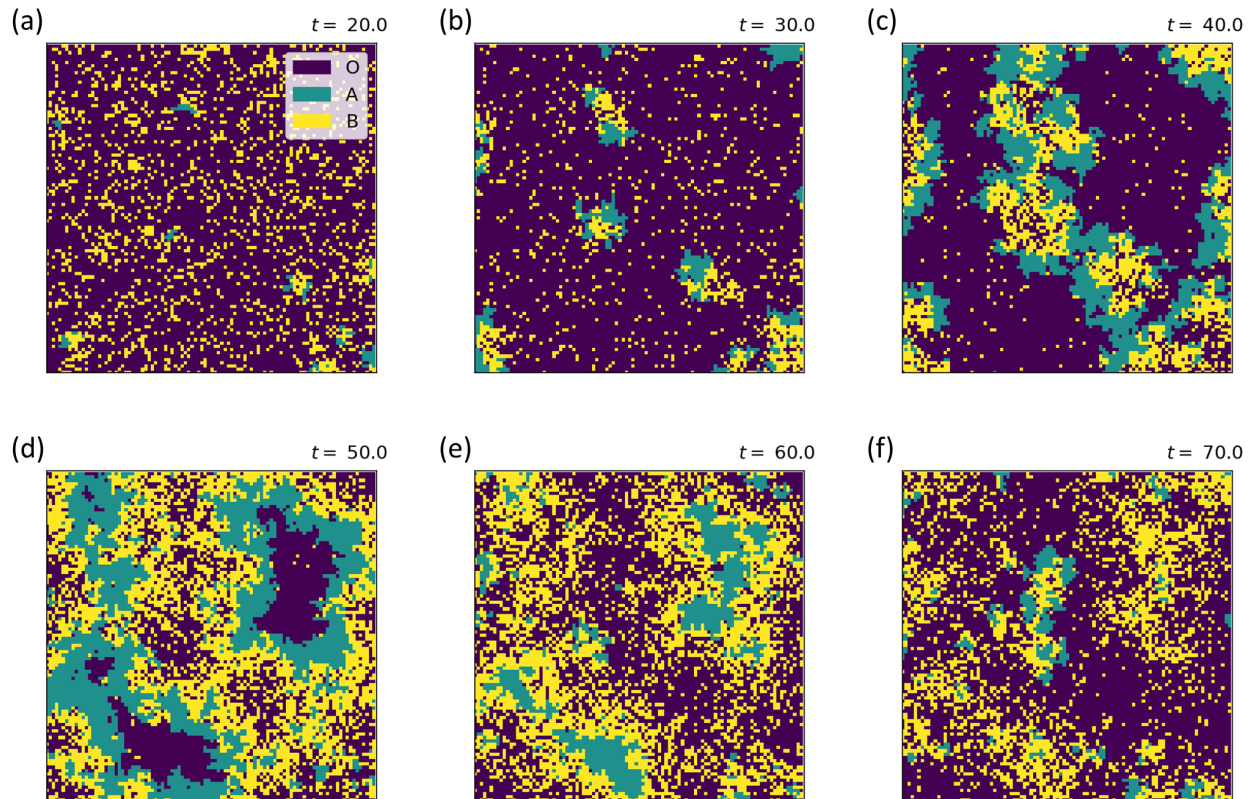 (a) t = 20.0
(b) t = 30.0
(c) t = 40.0
O
A
B
(d) t = 50.0
(e) t = 60.0
(f) t = 70.0